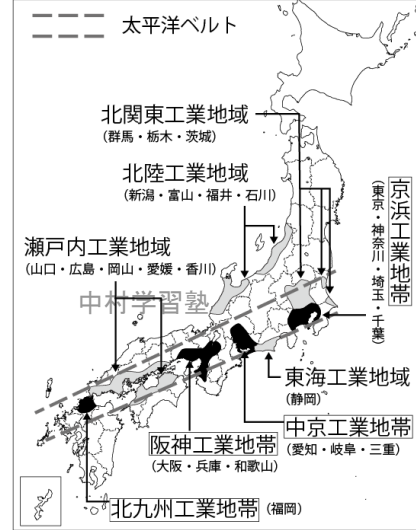 太平洋ベルト
北関東工業地域
(群馬・栃木・茨城)
北陸工業地域
(新潟・富山・福井・石川)
京浜工業地帯
(東京・神奈川・埼玉・千葉)
瀬戸内工業地域
(山口・広島・岡山・愛媛・香川)
中村学習塾
東海工業地域
(静岡)
中京工業地帯
(愛知・岐阜・三重)
阪神工業地帯
(大阪・兵庫・和歌山)
北九州工業地帯(福岡)